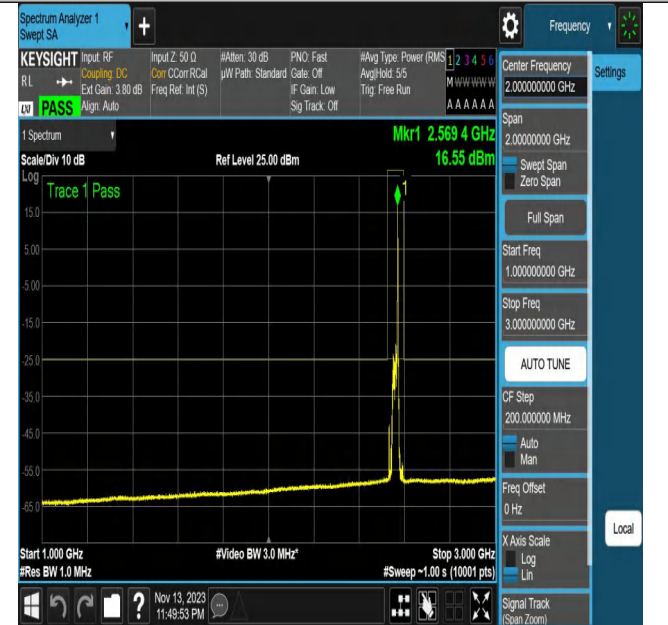 Spectrum Analyzer 1
Swept SA
+
Frequency
KEYSIGHT Input: RF Input Z: 50 Ω #Atten: 30 dB PNO: Fast #Avg Type: Power (RMS 1 2 3 4 5 6
RL Coupling: DC Corr CCorr RCal µW Path: Standard Gate: Off Avg|Hold: 5/5 M W W W W W
Ext Gain: 3.80 dB Freq Ref: Int (S) IF Gain: Low Trig: Free Run
LXI PASS Align: Auto Sig Track: Off A A A A A A
1 Spectrum
Mkr1 2.569 4 GHz
Scale/Div 10 dB Ref Level 25.00 dBm 16.55 dBm
Log
Trace 1 Pass
1
15.0
5.00
-5.00
-15.0
-25.0
-35.0
-45.0
-55.0
-65.0
Start 1.000 GHz #Video BW 3.0 MHz* Stop 3.000 GHz
#Res BW 1.0 MHz #Sweep ~1.00 s (10001 pts)
? Nov 13, 2023
11:49:53 PM
Center Frequency
2.000000000 GHz
Settings
Span
2.00000000 GHz
Swept Span
Zero Span
Full Span
Start Freq
1.000000000 GHz
Stop Freq
3.000000000 GHz
AUTO TUNE
CF Step
200.000000 MHz
Auto
Man
Freq Offset
0 Hz
Local
X Axis Scale
Log
Lin
Signal Track
(Span Zoom)